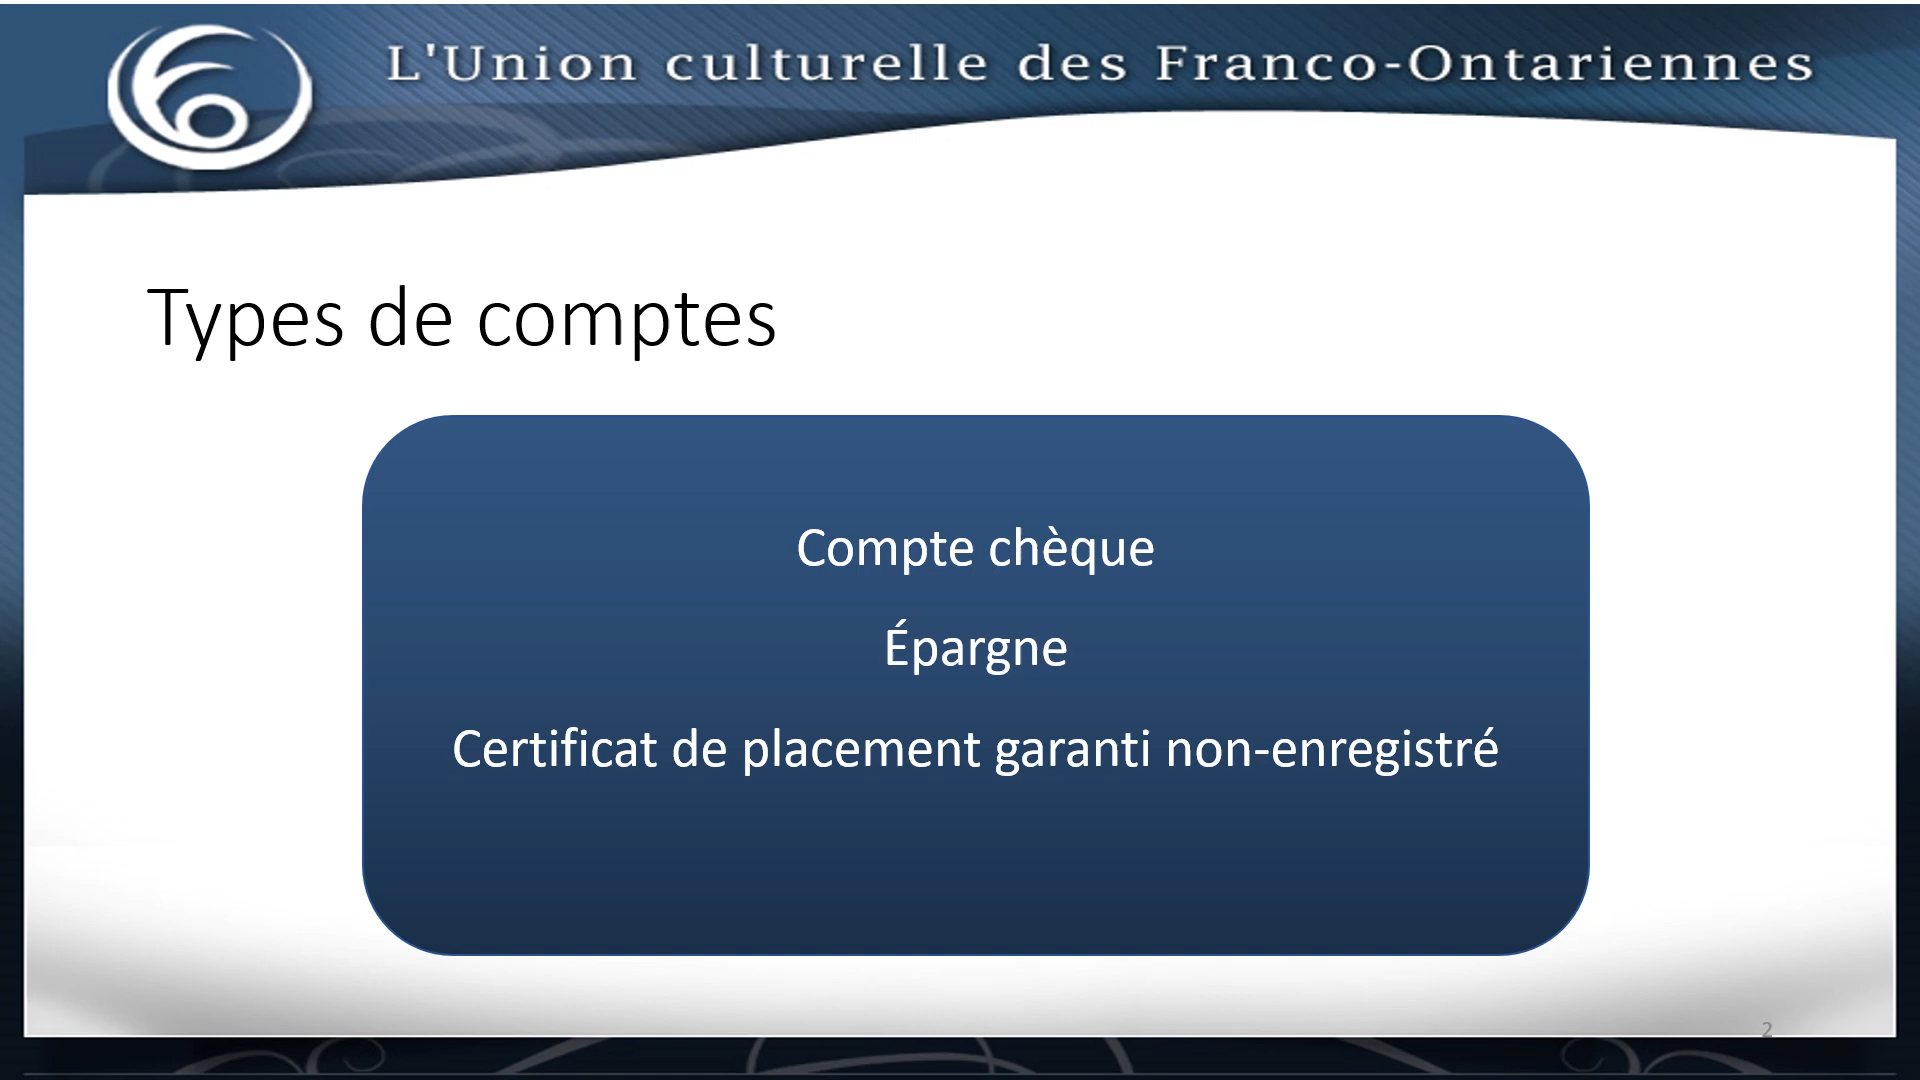 L'Union culturelle des Franco-Ontariennes
Types de comptes
Compte chèque
Épargne
Certificat de placement garanti non-enregistré
2